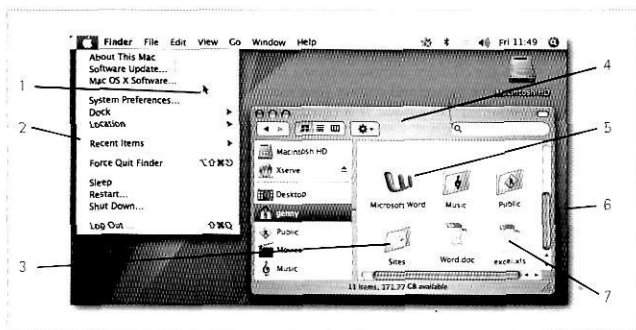 Finder File Edit View Go Window Help
Fri 11:49
About This Mac
Software Update...
Mac OS X Software...
System Preferences...
Dock
Location
Recent Items
Force Quit Finder
Sleep
Restart...
Shut Down...
Log Out...
⇧⌘Q
Macintosh HD
Macintosh HD
Xserve
Desktop
genny
Public
Movies
Music
Microsoft Word
Music
Public
Sites
Word.doc
excel.xls
11 items, 171.77 GB available
1
2
3
4
5
6
7